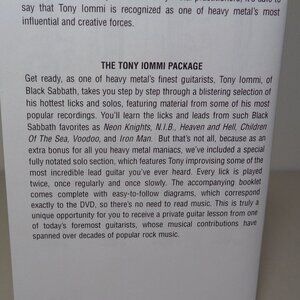 say that Tony Iommi is recognized as one of heavy metal's most
influential and creative forces.
THE TONY IOMMI PACKAGE
Get ready, as one of heavy metal's finest guitarists, Tony Iommi, of
Black Sabbath, takes you step by step through a blistering selection of
his hottest licks and solos, featuring material from some of his most
popular recordings. You'll learn the licks and leads from such Black
Sabbath favorites as Neon Knights, N.I.B., Heaven and Hell, Children
Of The Sea, Voodoo, and Iron Man. But that's not all, because as an
extra bonus for all you heavy metal maniacs, we've included a special
fully notated solo section, which features Tony improvising some of the
most incredible lead guitar you've ever heard. Every lick is played
twice, once regularly and once slowly. The accompanying booklet
comes complete with easy-to-follow diagrams, which correspond
exactly to the DVD, so there's no need to read music. This is truly a
unique opportunity for you to receive a private guitar lesson from one
of today's foremost guitarists, whose musical contributions have
spanned over decades of popular rock music.